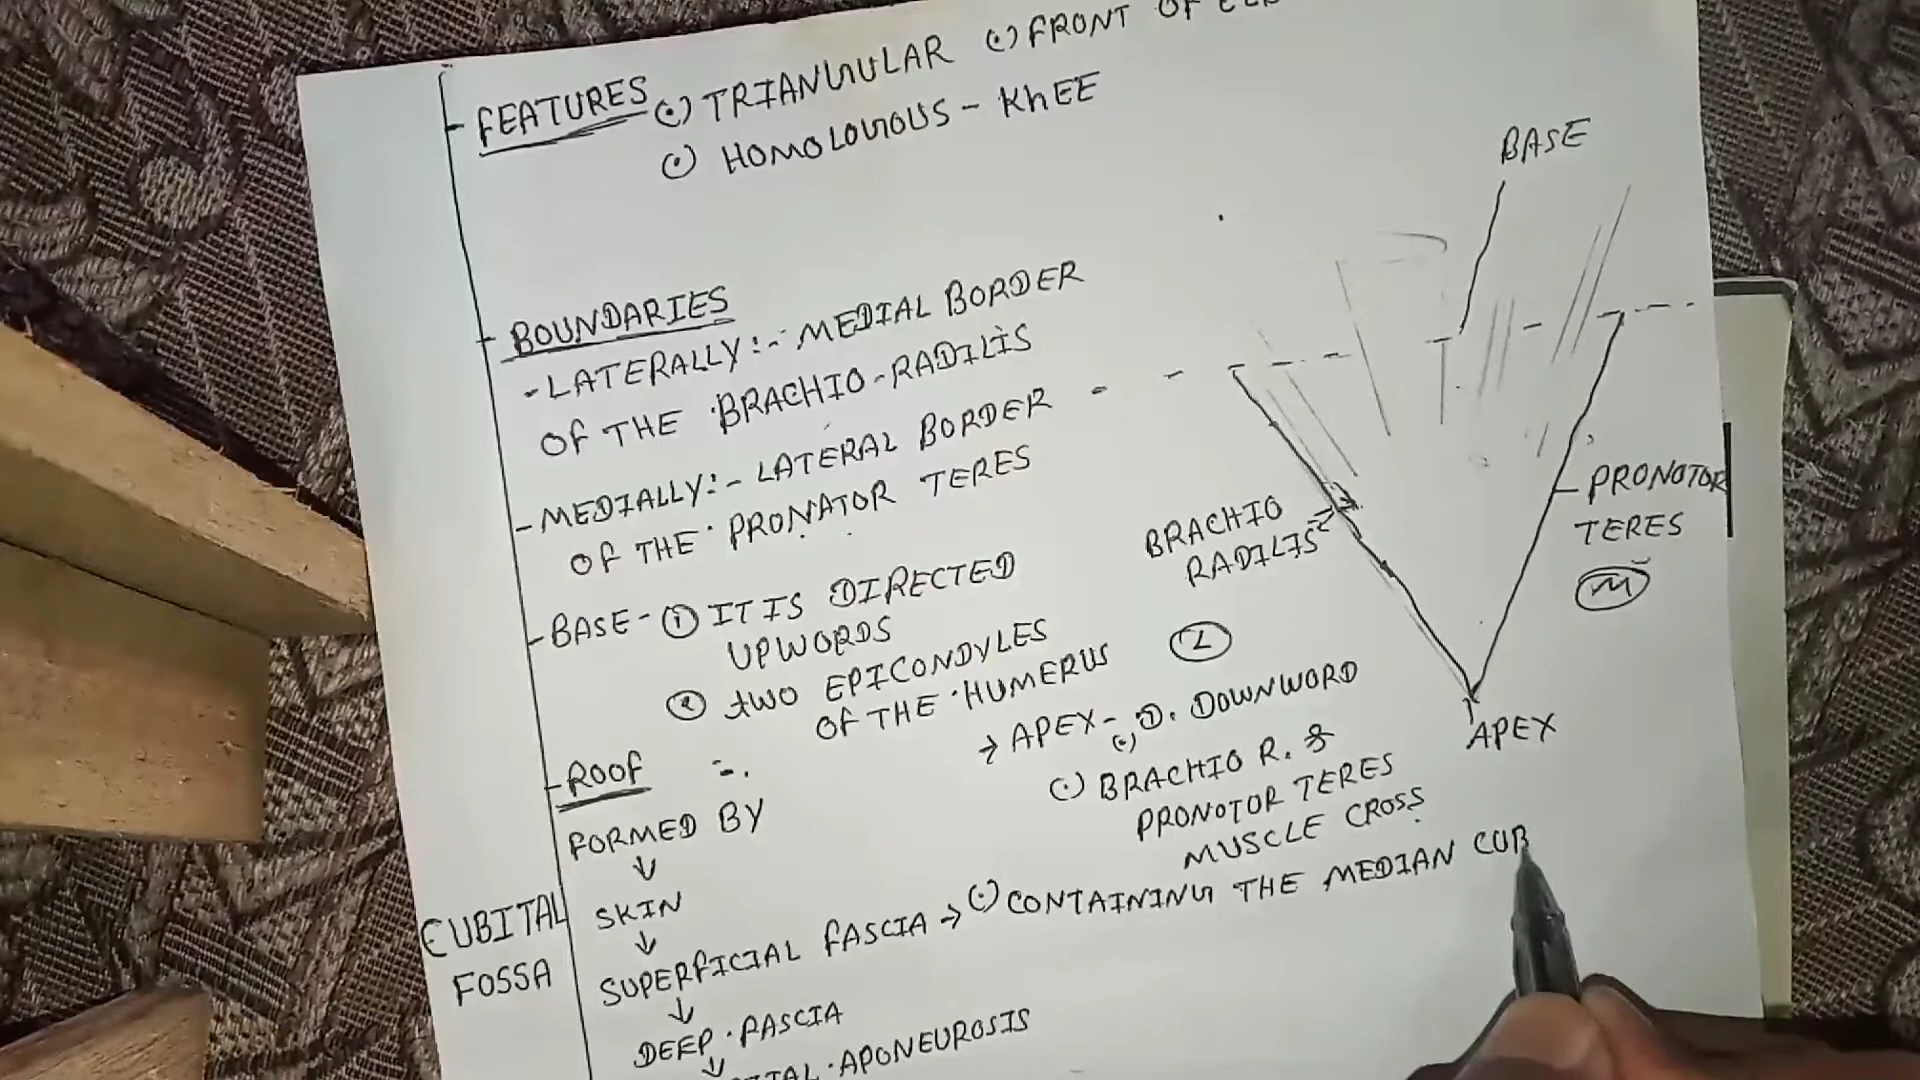 FEATURES (•) TRIANGULAR (•) FRONT OF
(•) HOMOLOGOUS - KNEE
BASE
BOUNDARIES
- LATERALLY :- MEDIAL BORDER
OF THE BRACHIO-RADILIS
- MEDIALLY :- LATERAL BORDER
OF THE PRONATOR TERES
BRACHIO
RADILIS
PRONOTOR
TERES
M
L
BASE - ① IT IS DIRECTED
UPWORDS
② TWO EPICONDYLES
OF THE HUMERUS
→ APEX - D. DOWNWORD
(•) BRACHIO R. &
PRONOTOR TERES
MUSCLE CROSS
APEX
ROOF :-
FORMED BY
↓
SKIN
↓
SUPERFICIAL FASCIA → (•) CONTAINING THE MEDIAN CUB
↓
DEEP FASCIA
↓
APONEUROSIS
CUBITAL
FOSSA